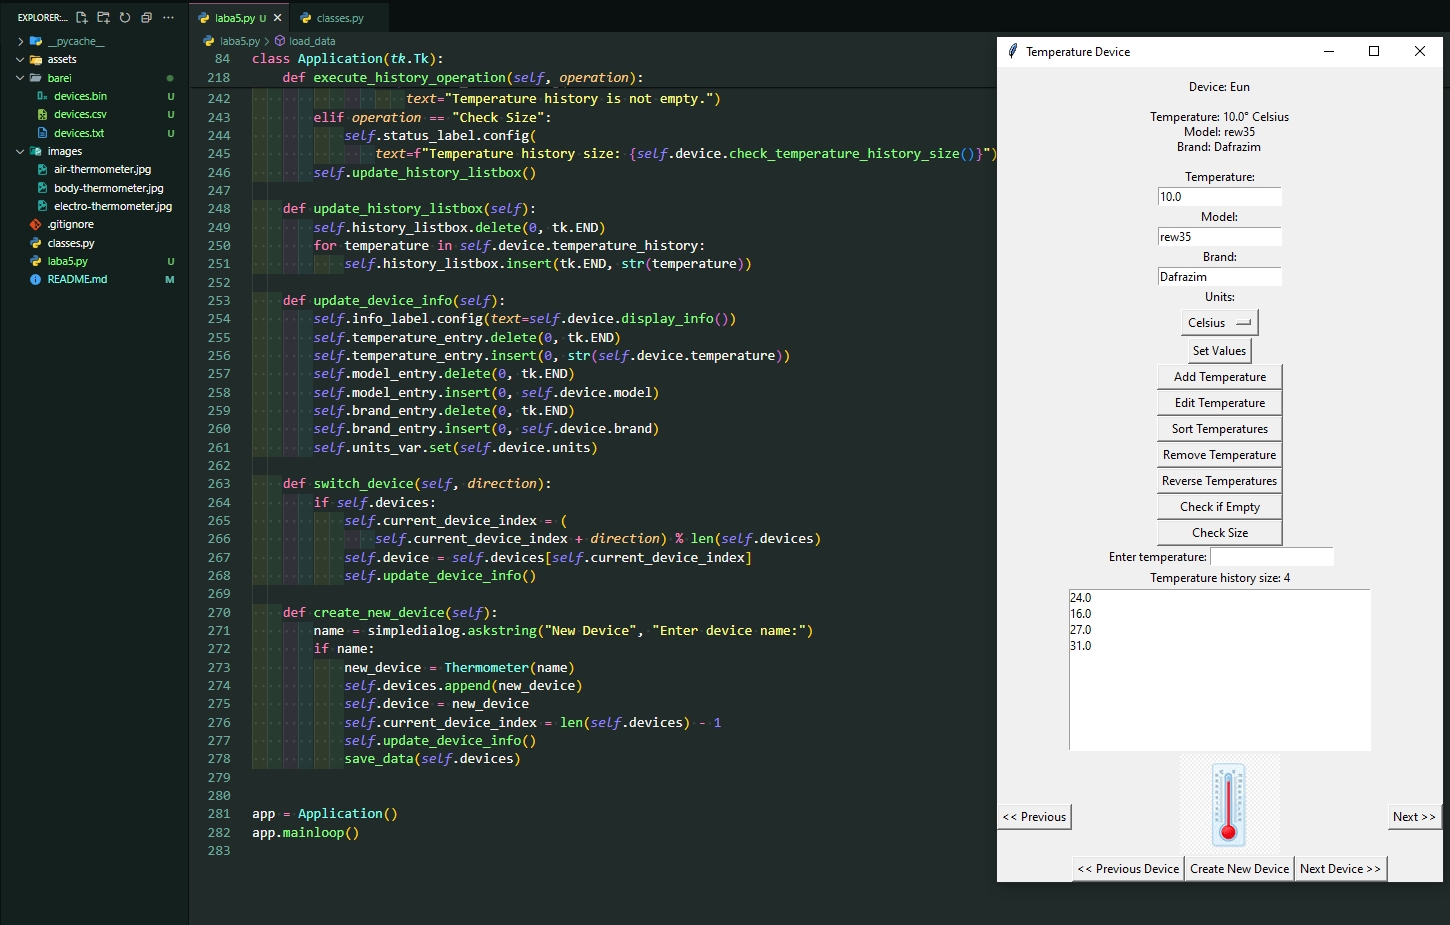 EXPLORER:...
__pycache__
assets
barei
devices.bin U
devices.csv U
devices.txt U
images
air-thermometer.jpg
body-thermometer.jpg
electro-thermometer.jpg
.gitignore
classes.py
laba5.py U
README.md M
laba5.py U
classes.py
laba5.py > load_data
84 class Application(tk.Tk):
218 def execute_history_operation(self, operation):
242 text="Temperature history is not empty.")
243 elif operation == "Check Size":
244 self.status_label.config(
245 text=f"Temperature history size: {self.device.check_temperature_history_size()}")
246 self.update_history_listbox()
247
248 def update_history_listbox(self):
249 self.history_listbox.delete(0, tk.END)
250 for temperature in self.device.temperature_history:
251 self.history_listbox.insert(tk.END, str(temperature))
252
253 def update_device_info(self):
254 self.info_label.config(text=self.device.display_info())
255 self.temperature_entry.delete(0, tk.END)
256 self.temperature_entry.insert(0, str(self.device.temperature))
257 self.model_entry.delete(0, tk.END)
258 self.model_entry.insert(0, self.device.model)
259 self.brand_entry.delete(0, tk.END)
260 self.brand_entry.insert(0, self.device.brand)
261 self.units_var.set(self.device.units)
262
263 def switch_device(self, direction):
264 if self.devices:
265 self.current_device_index = (
266 self.current_device_index + direction) % len(self.devices)
267 self.device = self.devices[self.current_device_index]
268 self.update_device_info()
269
270 def create_new_device(self):
271 name = simpledialog.askstring("New Device", "Enter device name:")
272 if name:
273 new_device = Thermometer(name)
274 self.devices.append(new_device)
275 self.device = new_device
276 self.current_device_index = len(self.devices) - 1
277 self.update_device_info()
278 save_data(self.devices)
279
280
281 app = Application()
282 app.mainloop()
283
Temperature Device
Device: Eun
Temperature: 10.0° Celsius
Model: rew35
Brand: Dafrazim
Temperature:
10.0
Model:
rew35
Brand:
Dafrazim
Units:
Celsius
Set Values
Add Temperature
Edit Temperature
Sort Temperatures
Remove Temperature
Reverse Temperatures
Check if Empty
Check Size
Enter temperature:
Temperature history size: 4
24.0
16.0
27.0
31.0
<< Previous
Next >>
<< Previous Device
Create New Device
Next Device >>